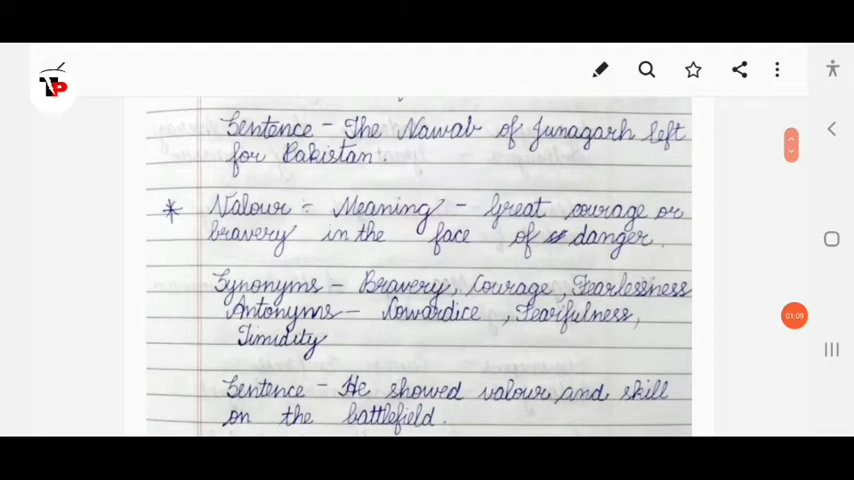 Sentence - The Nawab of Junagarh left
for Pakistan.
* Valour - Meaning - Great courage or
bravery in the face of danger.
Synonyms - Bravery, Courage, Fearlessness
Antonyms - Cowardice, Fearfulness,
Timidity
Sentence - He showed valour and skill
on the battlefield.
01:09